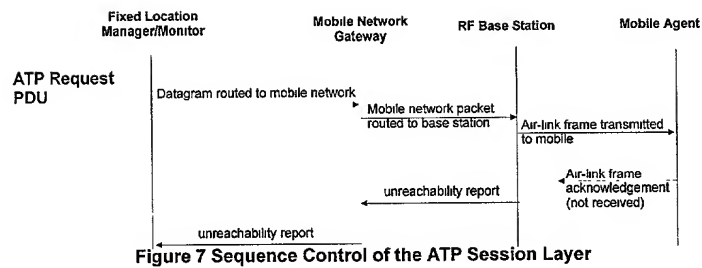 Fixed Location
Manager/Monitor
Mobile Network
Gateway
RF Base Station
Mobile Agent
ATP Request
PDU
Datagram routed to mobile network
Mobile network packet
routed to base station
Air-link frame transmitted
to mobile
Air-link frame
acknowledgement
(not received)
unreachability report
unreachability report
Figure 7 Sequence Control of the ATP Session Layer